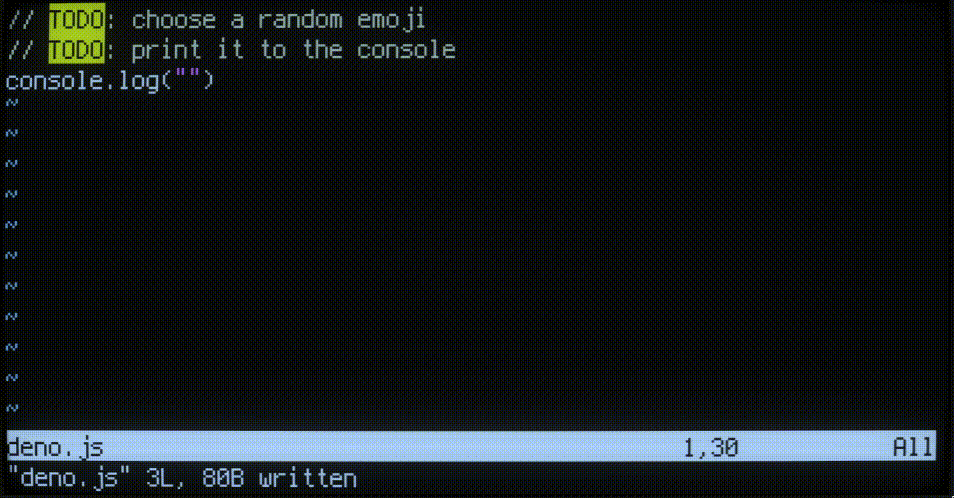 // TODO: choose a random emoji
// TODO: print it to the console
console.log("")
~
~
~
~
~
~
~
~
~
~
~
deno.js 1,30 All
"deno.js" 3L, 80B written